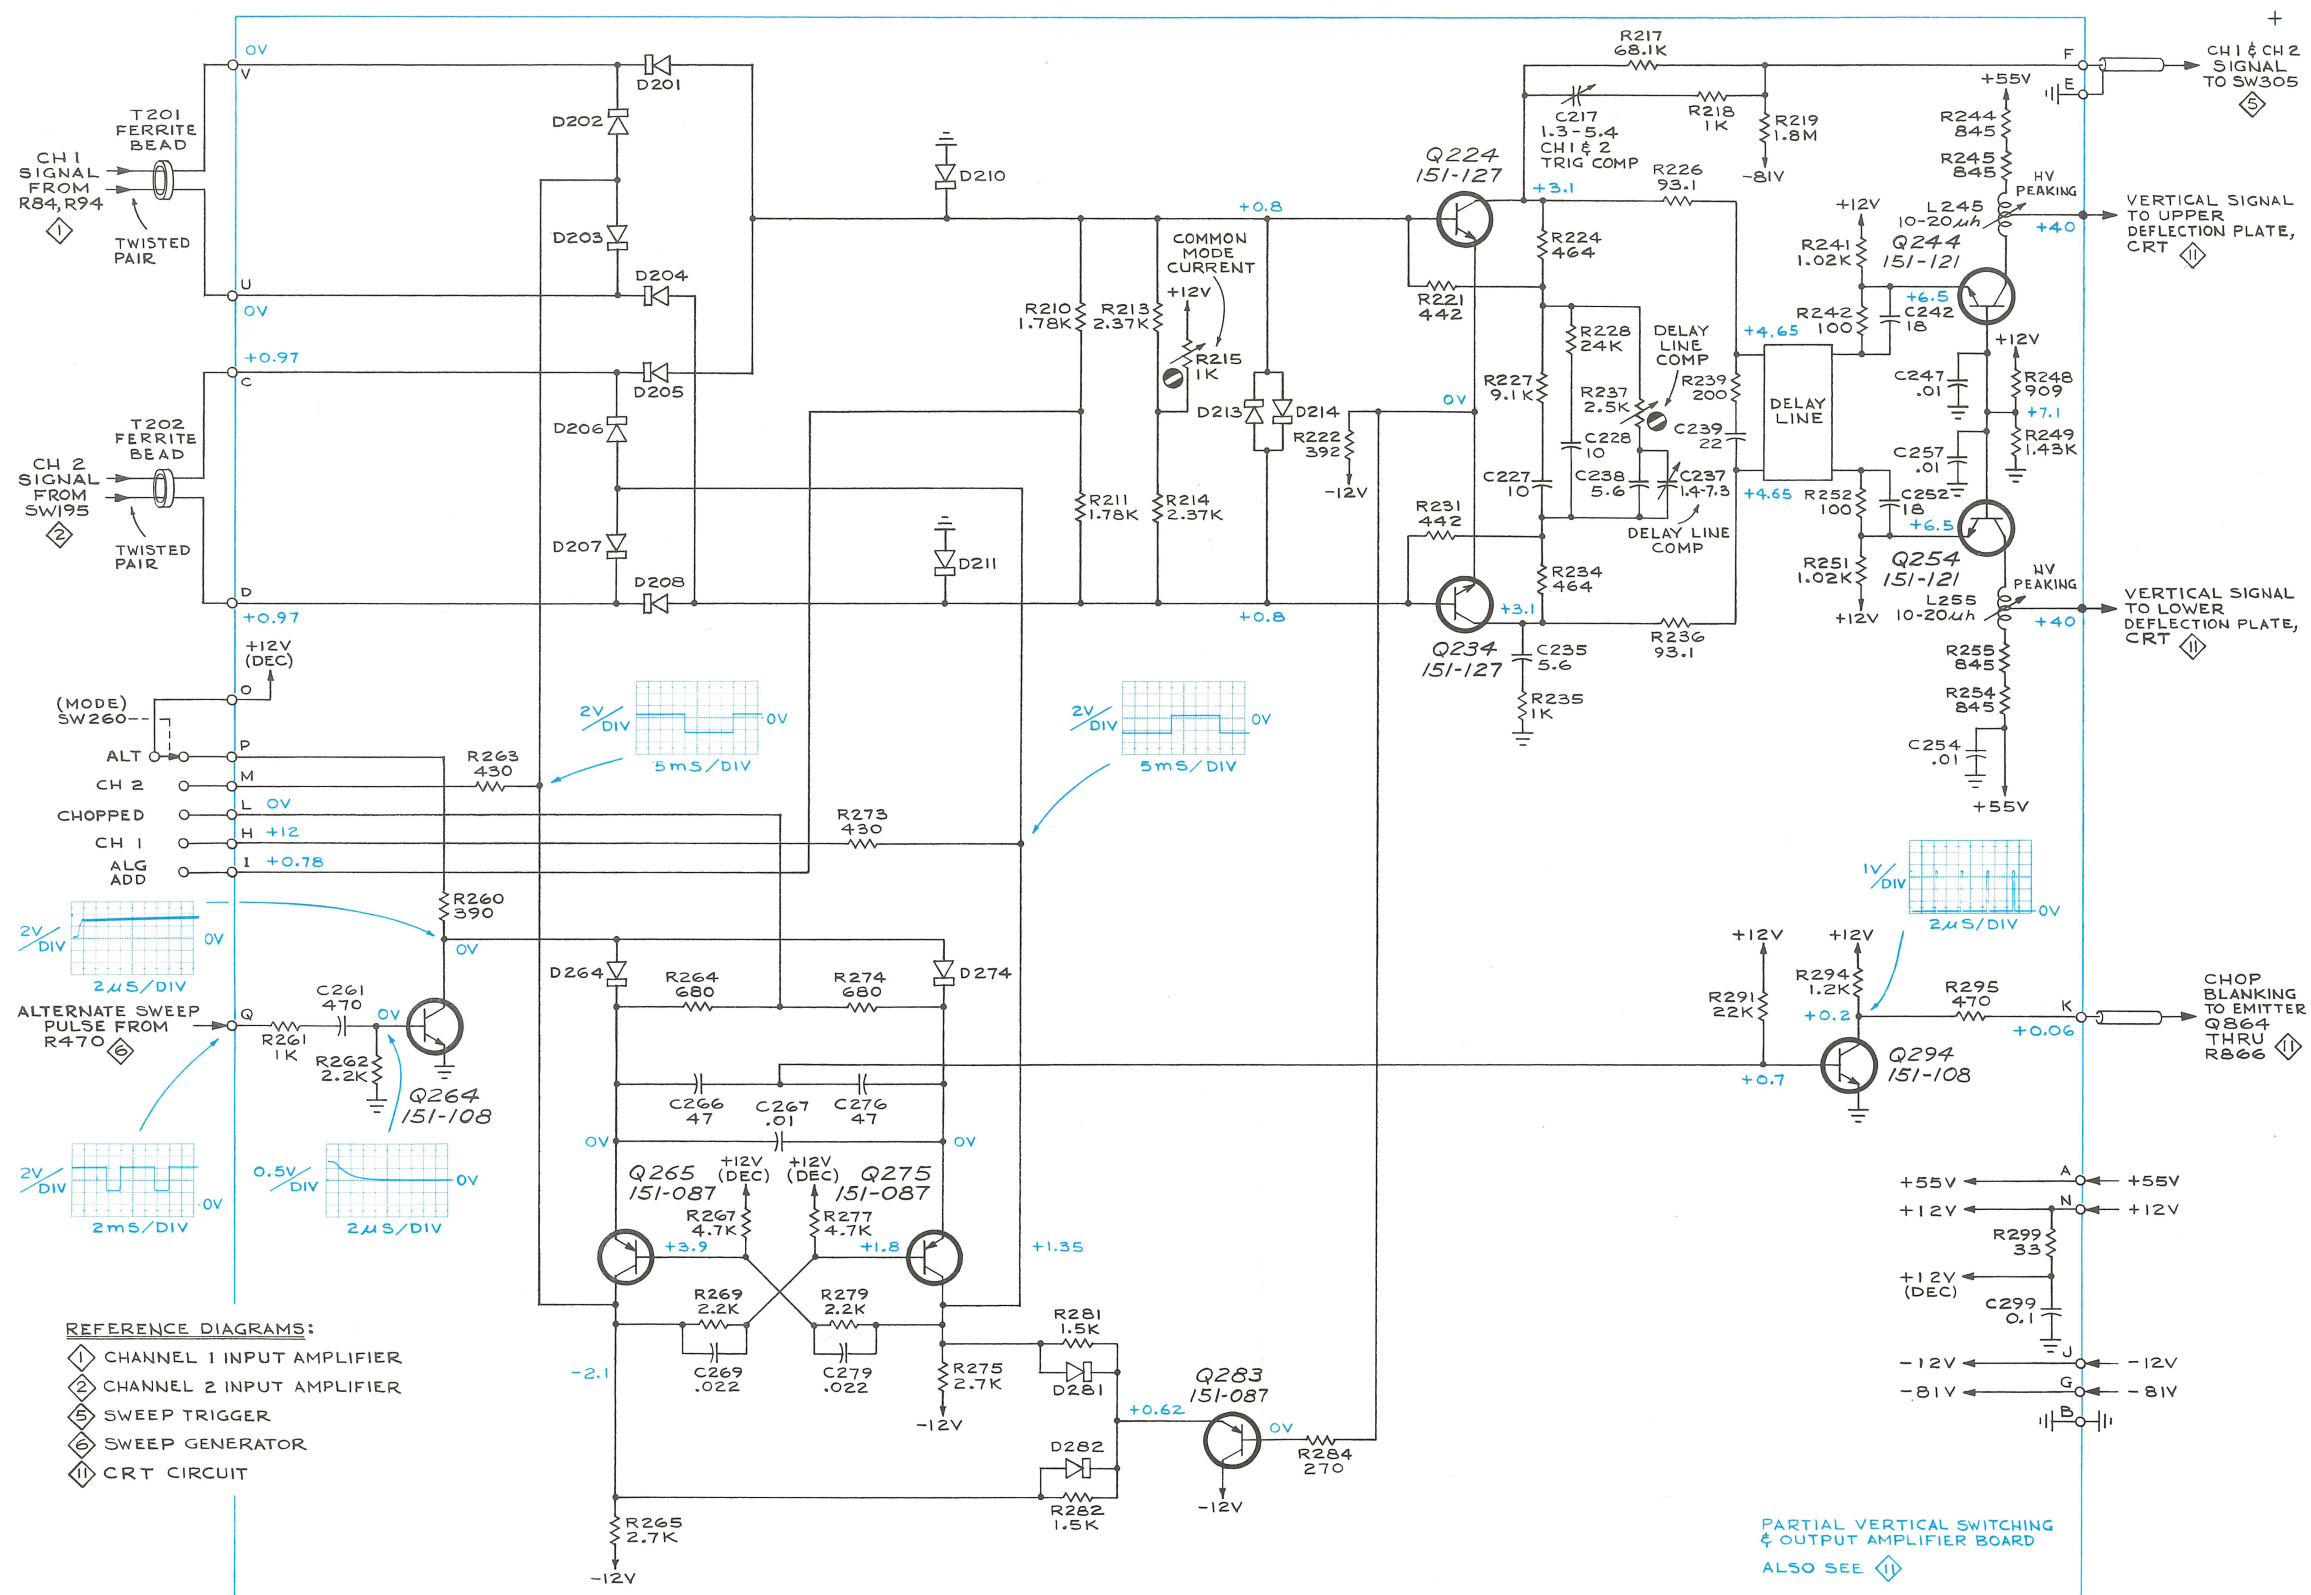 0V
V
T201
FERRITE
BEAD
CH 1
SIGNAL
FROM
R84, R94
1
TWISTED
PAIR
U
0V
D201
D202
D203
D204
+0.97
C
T202
FERRITE
BEAD
CH 2
SIGNAL
FROM
SW195
2
TWISTED
PAIR
D
+0.97
D205
D206
D207
D208
D210
D211
+0.8
COMMON
MODE
CURRENT
+12V
R210
1.78K
R213
2.37K
R215
1K
R211
1.78K
R214
2.37K
D213
D214
+0.8
R217
68.1K
C217
1.3-5.4
CH 1 & 2
TRIG COMP
R218
1K
R219
1.8M
-81V
Q224
151-127
+3.1
R226
93.1
R224
464
R221
442
R228
24K
DELAY
LINE
COMP
R227
9.1K
R237
2.5K
R239
200
0V
R222
392
-12V
C228
10
C239
22
C227
10
C238
5.6
C237
1.4-7.3
R231
442
DELAY LINE
COMP
R234
464
Q234
151-127
+3.1
R236
93.1
C235
5.6
R235
1K
+4.65
DELAY
LINE
+4.65
F
E
CH 1 & CH 2
SIGNAL
TO SW305
5
+55V
R244
845
R245
845
HV
PEAKING
L245
10-20µh
+40
VERTICAL SIGNAL
TO UPPER
DEFLECTION PLATE,
CRT 11
+12V
R241
1.02K
Q244
151-121
+6.5
R242
100
C242
18
+12V
C247
.01
R248
909
+7.1
C257
.01
R249
1.43K
R252
100
C252
18
+6.5
R251
1.02K
+12V
Q254
151-121
HV
PEAKING
L255
10-20µh
+40
VERTICAL SIGNAL
TO LOWER
DEFLECTION PLATE,
CRT 11
R255
845
R254
845
C254
.01
+55V
+12V
(DEC)
O
(MODE)
SW260
ALT
P
CH 2
M
CHOPPED
L 0V
CH 1
H +12
ALG
ADD
I +0.78
R263
430
2V/DIV
0V
5mS/DIV
2V/DIV
0V
5mS/DIV
R273
430
R260
390
2V/DIV
0V
2µS/DIV
0V
ALTERNATE SWEEP
PULSE FROM
R470 6
Q
R261
1K
C261
470
0V
R262
2.2K
Q264
151-108
2V/DIV
0V
2mS/DIV
0.5V/DIV
0V
2µS/DIV
D264
D274
R264
680
R274
680
C266
47
C267
.01
C276
47
0V
0V
Q265
151-087
+12V
(DEC)
+12V
(DEC)
Q275
151-087
R267
4.7K
R277
4.7K
+3.9
+1.8
+1.35
R269
2.2K
R279
2.2K
C269
.022
C279
.022
-2.1
R275
2.7K
-12V
R281
1.5K
D281
+0.62
Q283
151-087
0V
R284
270
-12V
D282
R282
1.5K
R265
2.7K
-12V
1V/DIV
0V
2µS/DIV
+12V
+12V
R291
22K
R294
1.2K
+0.2
R295
470
K
+0.06
CHOP
BLANKING
TO EMITTER
Q864
THRU
R866 11
+0.7
Q294
151-108
+55V
A
+55V
+12V
N
+12V
R299
33
+12V
(DEC)
C299
0.1
-12V
J
-12V
-81V
G
-81V
B
REFERENCE DIAGRAMS:
1 CHANNEL 1 INPUT AMPLIFIER
2 CHANNEL 2 INPUT AMPLIFIER
5 SWEEP TRIGGER
6 SWEEP GENERATOR
11 CRT CIRCUIT
PARTIAL VERTICAL SWITCHING
& OUTPUT AMPLIFIER BOARD
ALSO SEE 11